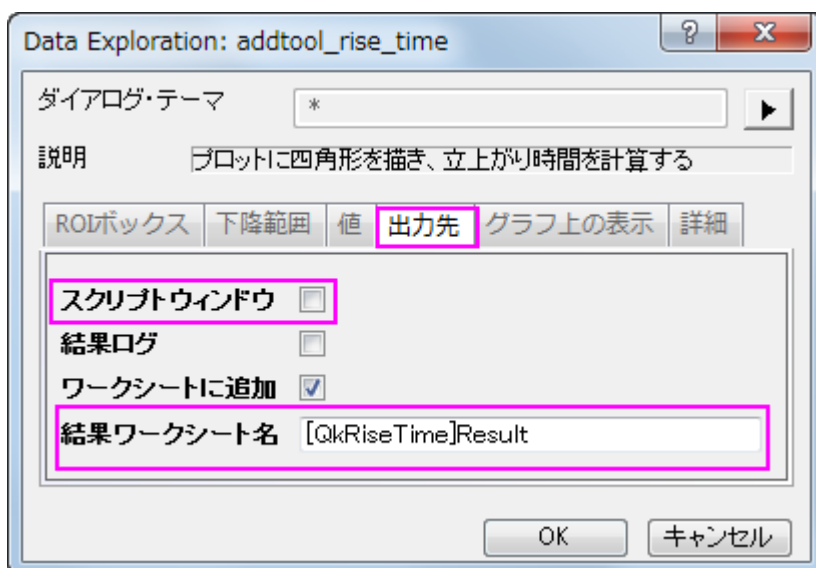 Data Exploration: addtool_rise_time
ダイアログ・テーマ *
説明 プロットに四角形を描き、立上がり時間を計算する
ROIボックス 下降範囲 値 出力先 グラフ上の表示 詳細
スクリプトウィンドウ
結果ログ
ワークシートに追加
結果ワークシート名 [QkRiseTime]Result
OK キャンセル